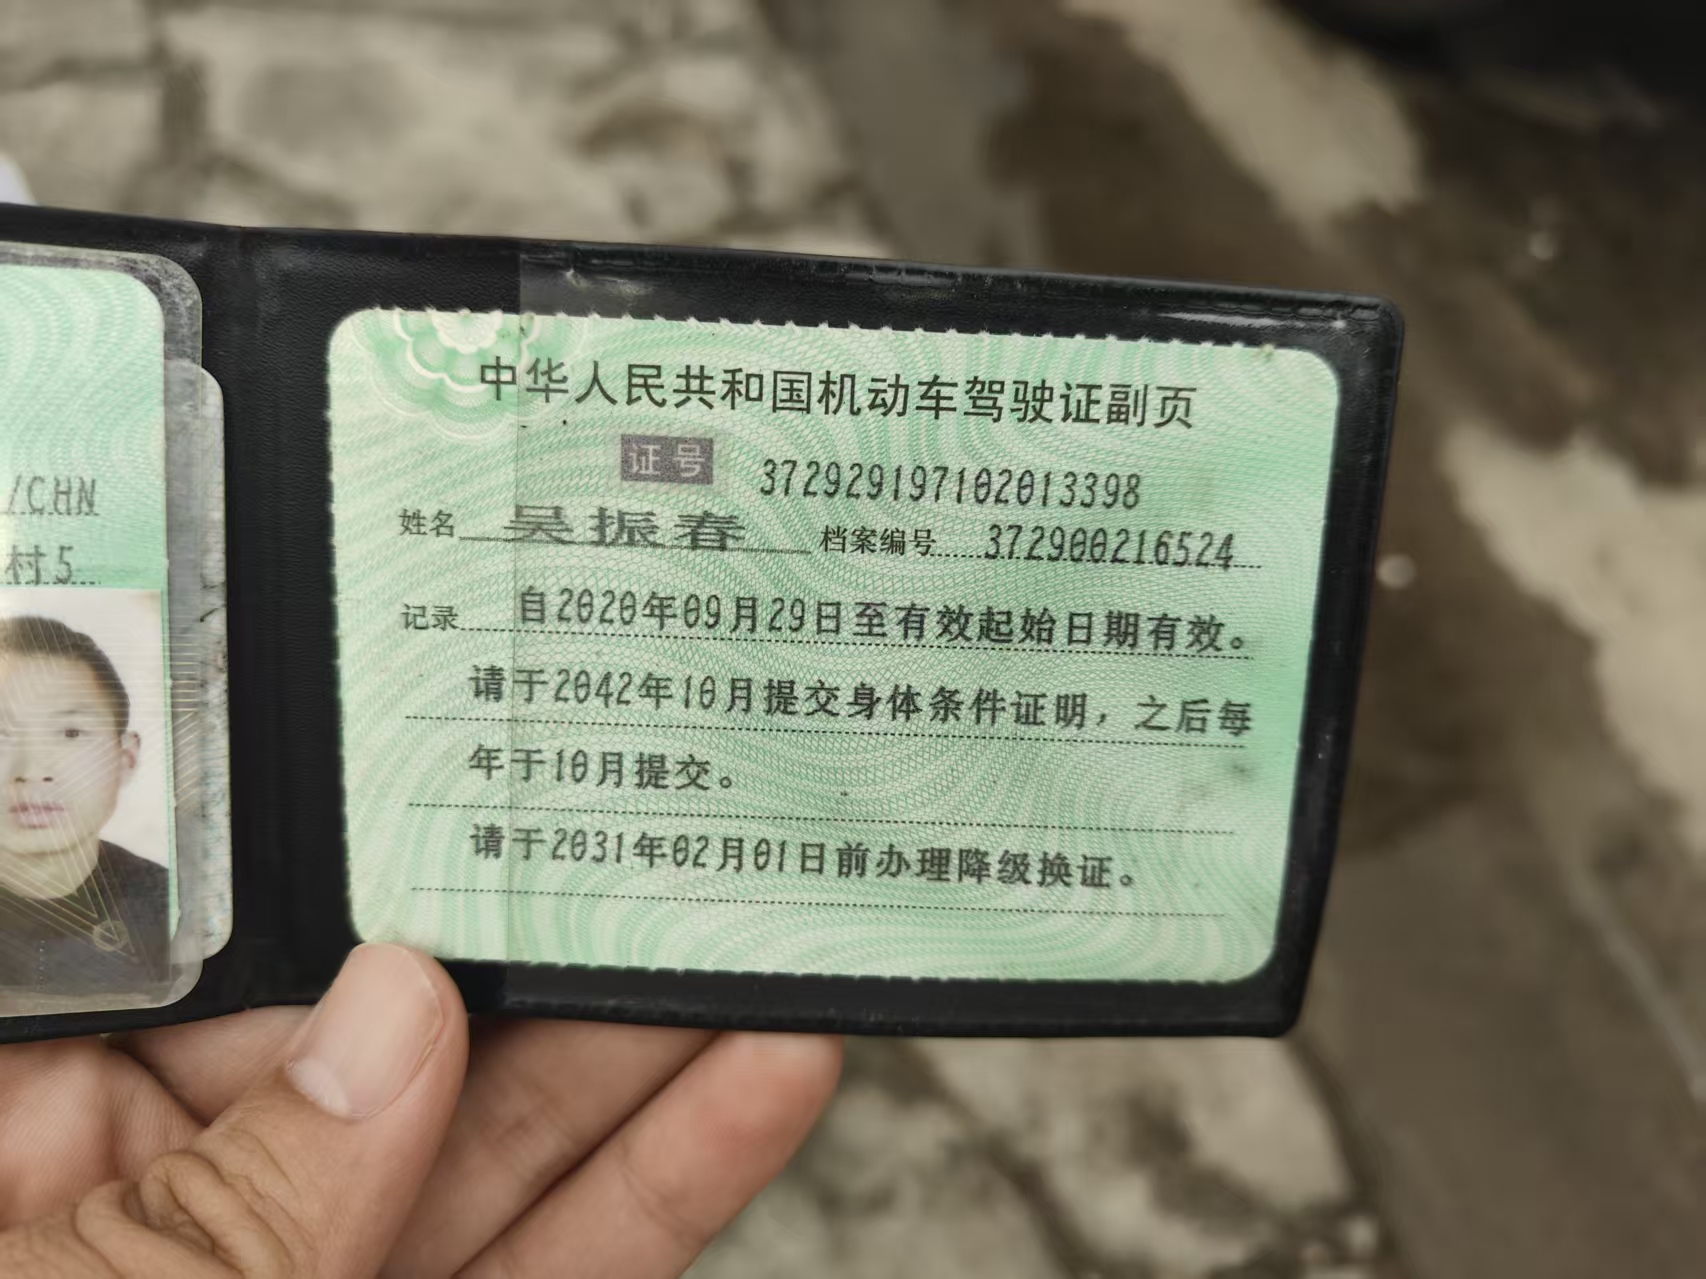 /CHN
村5
中华人民共和国机动车驾驶证副页
证号 372929197102013398
姓名 吴振春 档案编号 372900216524
记录 自2020年09月29日至有效起始日期有效。
请于2042年10月提交身体条件证明，之后每
年于10月提交。
请于2031年02月01日前办理降级换证。